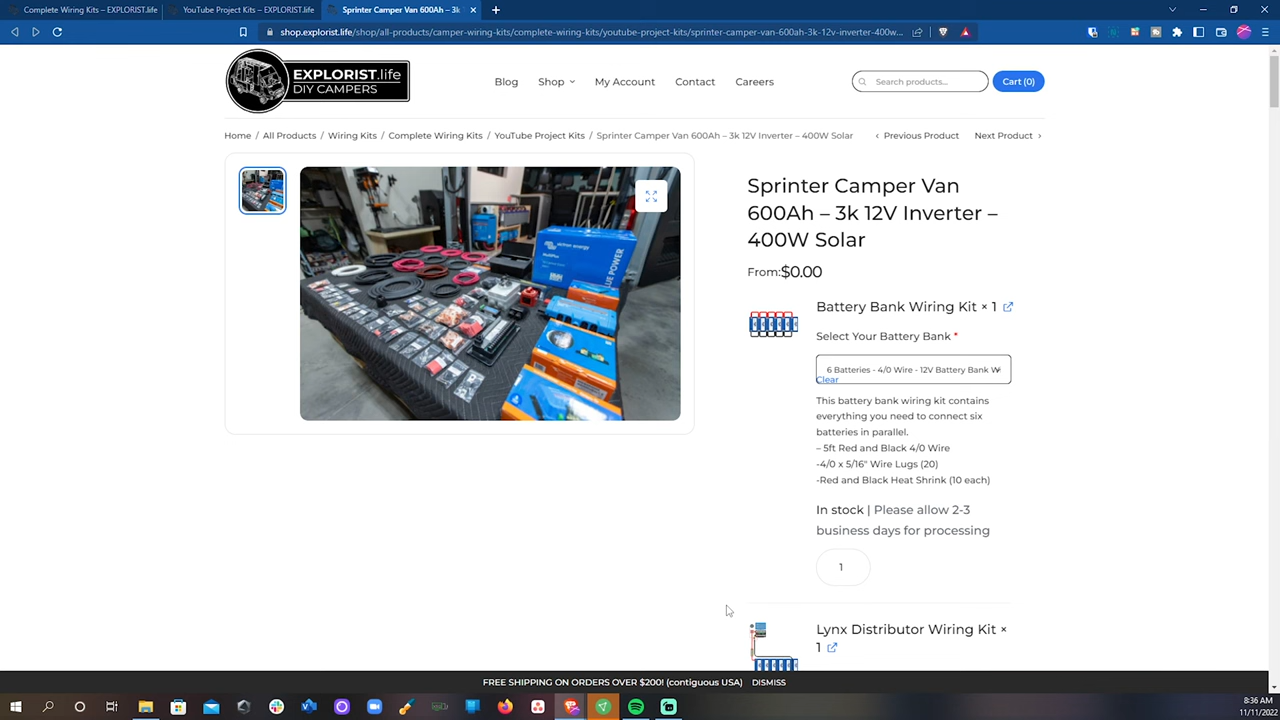 Complete Wiring Kits – EXPLORIST.life
YouTube Project Kits – EXPLORIST.life
Sprinter Camper Van 600Ah – 3k
shop.explorist.life/shop/all-products/camper-wiring-kits/complete-wiring-kits/youtube-project-kits/sprinter-camper-van-600ah-3k-12v-inverter-400w...
EXPLORIST.life
DIY CAMPERS
Blog
Shop
My Account
Contact
Careers
Search products...
Cart (0)
Home / All Products / Wiring Kits / Complete Wiring Kits / YouTube Project Kits / Sprinter Camper Van 600Ah – 3k 12V Inverter – 400W Solar
Previous Product
Next Product
victron energy
BLUE POWER
Sprinter Camper Van
600Ah – 3k 12V Inverter –
400W Solar
From:$0.00
Battery Bank Wiring Kit × 1
Select Your Battery Bank *
6 Batteries - 4/0 Wire - 12V Battery Bank Wi
Clear
This battery bank wiring kit contains
everything you need to connect six
batteries in parallel.
– 5ft Red and Black 4/0 Wire
-4/0 x 5/16" Wire Lugs (20)
-Red and Black Heat Shrink (10 each)
In stock | Please allow 2-3
business days for processing
1
Lynx Distributor Wiring Kit ×
1
FREE SHIPPING ON ORDERS OVER $200! (contiguous USA)
DISMISS
8:36 AM
11/11/2022